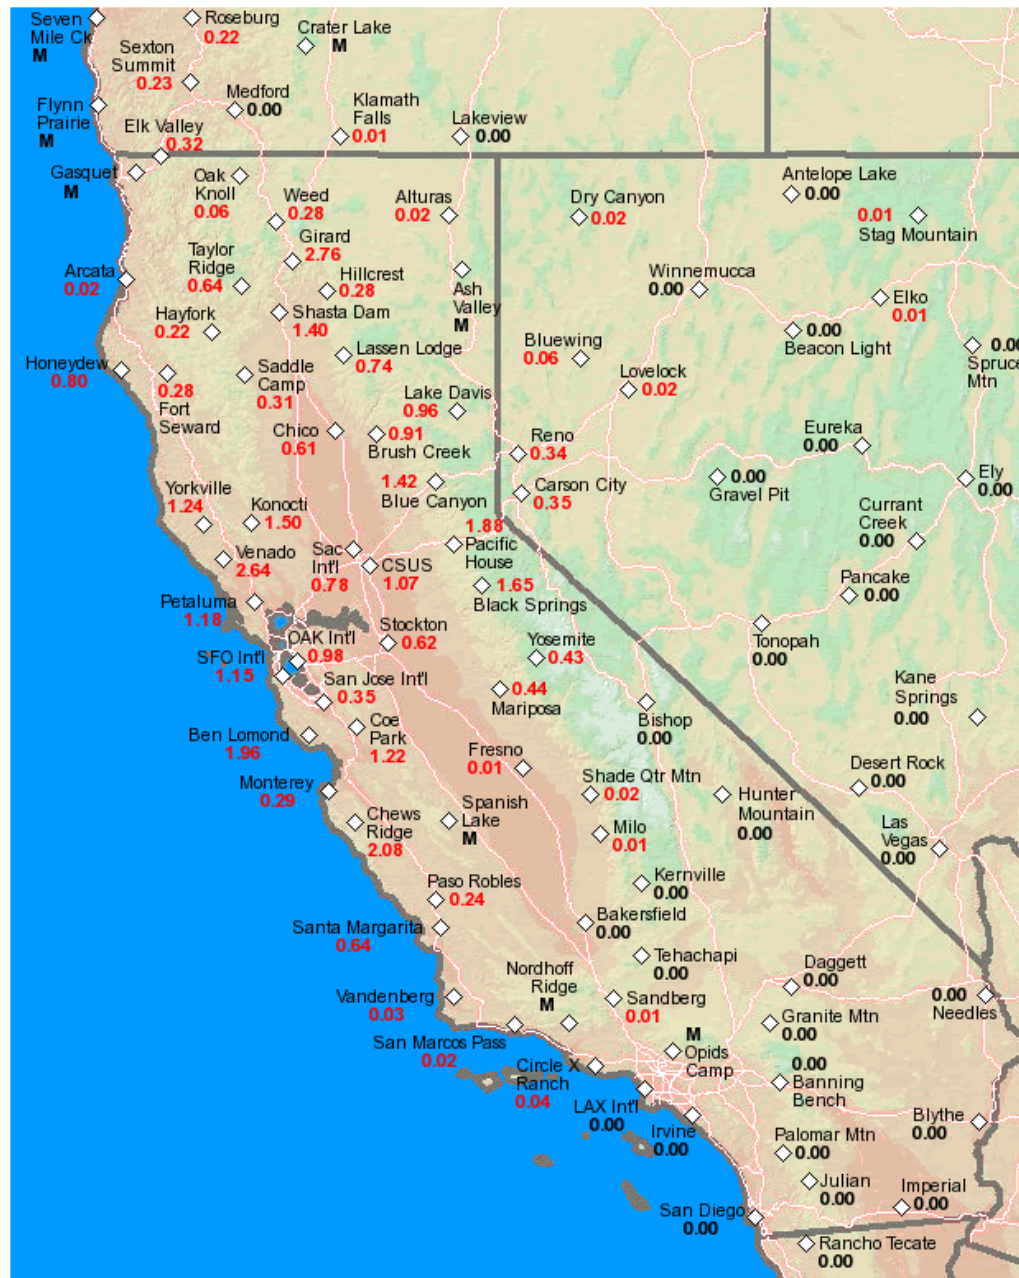 Seven
Mile Ck
M
Roseburg
0.22
Crater Lake
M
Sexton
Summit
0.23
Medford
0.00
Klamath
Falls
0.01
Lakeview
0.00
Flynn
Prairie
M
Elk Valley
0.32
Gasquet
M
Oak
Knoll
0.06
Weed
0.28
Alturas
0.02
Dry Canyon
0.02
Antelope Lake
0.00
0.01
Stag Mountain
Girard
2.76
Taylor
Ridge
0.64
Hillcrest
0.28
Arcata
0.02
Ash
Valley
M
Winnemucca
0.00
Elko
0.01
Hayfork
0.22
Shasta Dam
1.40
0.00
Beacon Light
0.00
Spruce
Mtn
Lassen Lodge
0.74
Bluewing
0.06
Honeydew
0.80
0.28
Fort
Seward
Saddle
Camp
0.31
Lovelock
0.02
Lake Davis
0.96
Chico
0.61
0.91
Brush Creek
Reno
0.34
Eureka
0.00
1.42
Blue Canyon
Carson City
0.35
0.00
Gravel Pit
Ely
0.00
Yorkville
1.24
Konocti
1.50
1.88
Pacific
House
Currant
Creek
0.00
Venado
2.64
Sac
Int'l
0.78
CSUS
1.07
1.65
Black Springs
Pancake
0.00
Petaluma
1.18
Stockton
0.62
Yosemite
0.43
Tonopah
0.00
OAK Int'l
0.98
SFO Int'l
1.15
San Jose Int'l
0.35
0.44
Mariposa
Bishop
0.00
Kane
Springs
0.00
Ben Lomond
1.96
Coe
Park
1.22
Fresno
0.01
Shade Qtr Mtn
0.02
Hunter
Mountain
0.00
Desert Rock
0.00
Monterey
0.29
Chews
Ridge
2.08
Spanish
Lake
M
Milo
0.01
Las
Vegas
0.00
Kernville
0.00
Paso Robles
0.24
Bakersfield
0.00
Santa Margarita
0.64
Tehachapi
0.00
Daggett
0.00
Nordhoff
Ridge
M
Vandenberg
0.03
Sandberg
0.01
0.00
Needles
Granite Mtn
0.00
San Marcos Pass
0.02
M
Opids
Camp
Circle X
Ranch
0.04
0.00
Banning
Bench
LAX Int'l
0.00
Irvine
0.00
Blythe
0.00
Palomar Mtn
0.00
Julian
0.00
Imperial
0.00
San Diego
0.00
Rancho Tecate
0.00